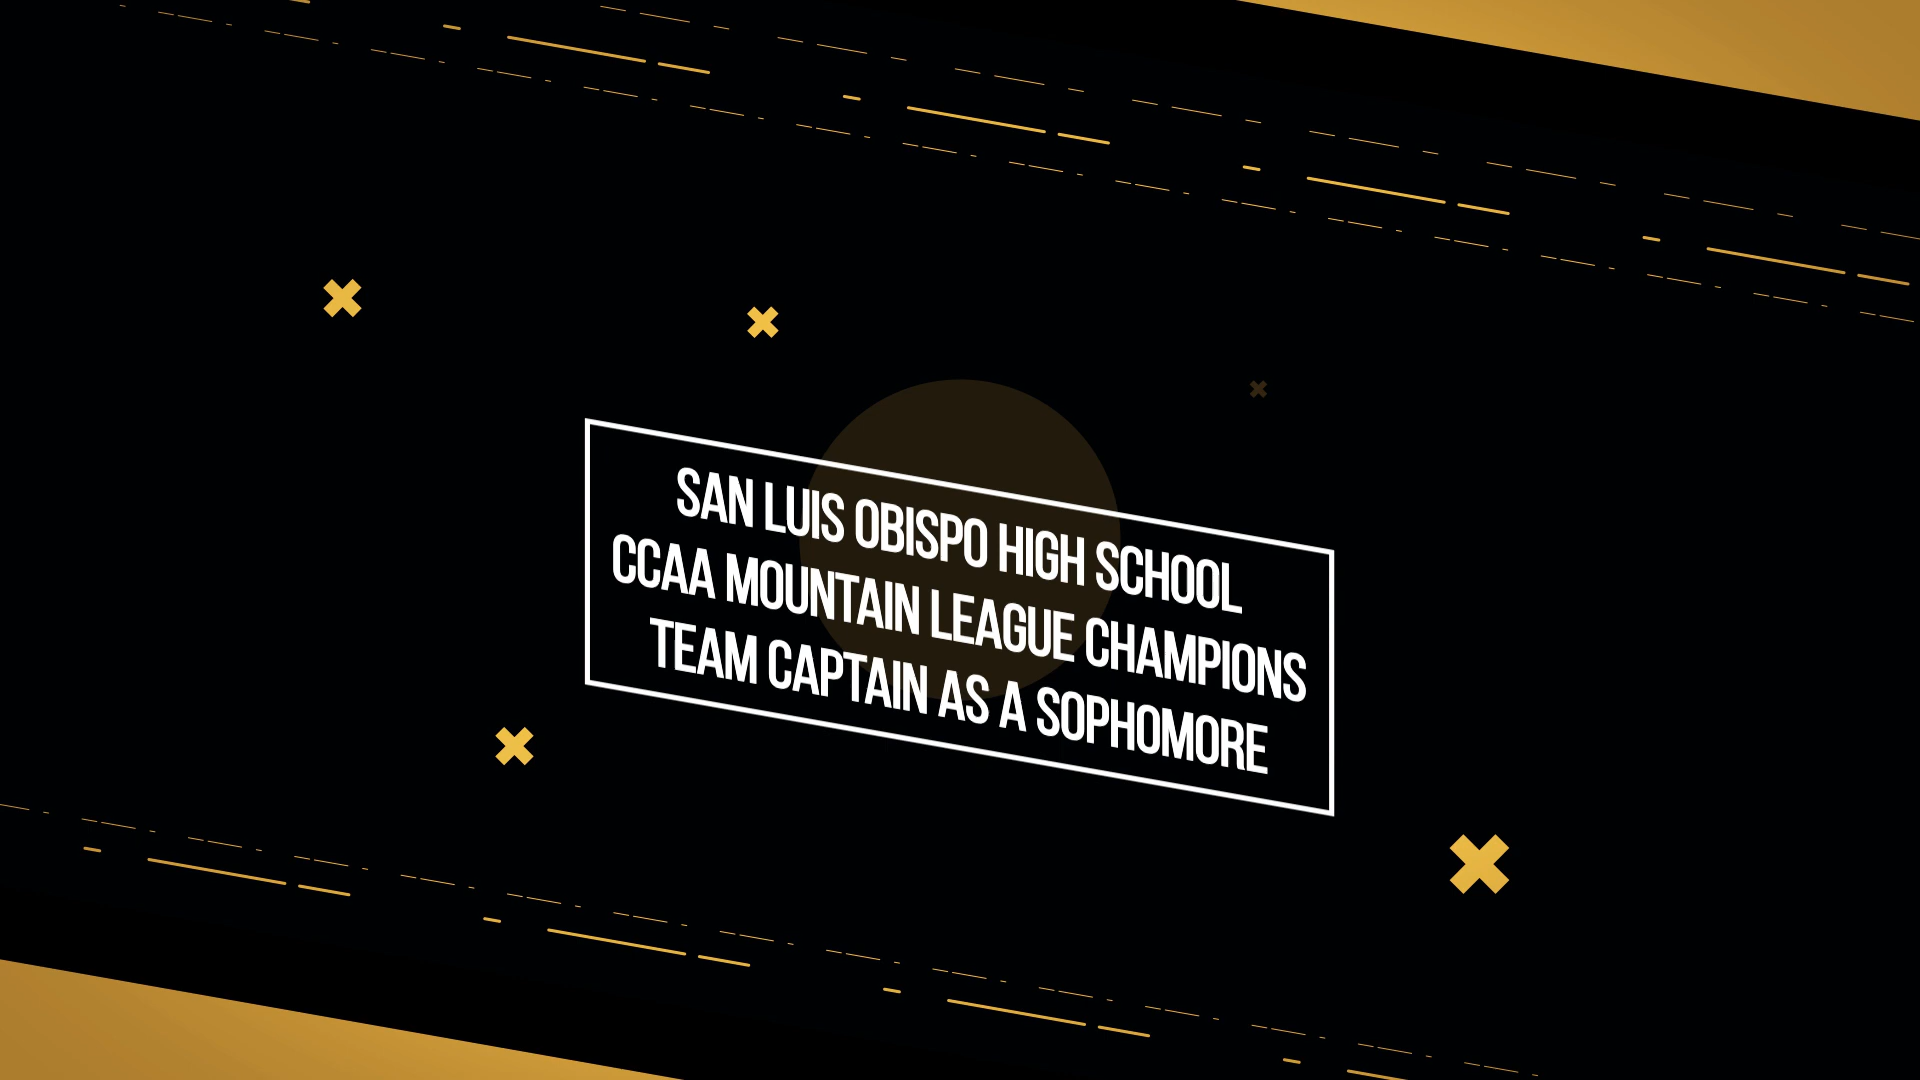 SAN LUIS OBISPO HIGH SCHOOL
CCAA MOUNTAIN LEAGUE CHAMPIONS
TEAM CAPTAIN AS A SOPHOMORE